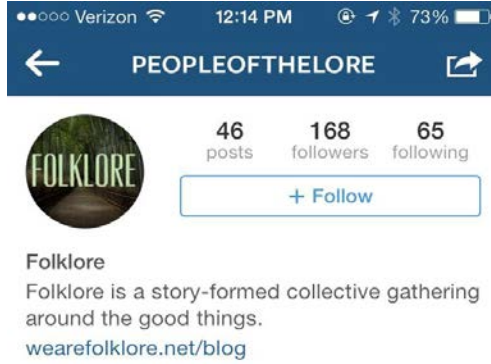 Verizon 12:14 PM 73%
PEOPLEOFTHELORE
46 168 65
posts followers following
FOLKLORE
+ Follow
Folklore
Folklore is a story-formed collective gathering
around the good things.
wearefolklore.net/blog